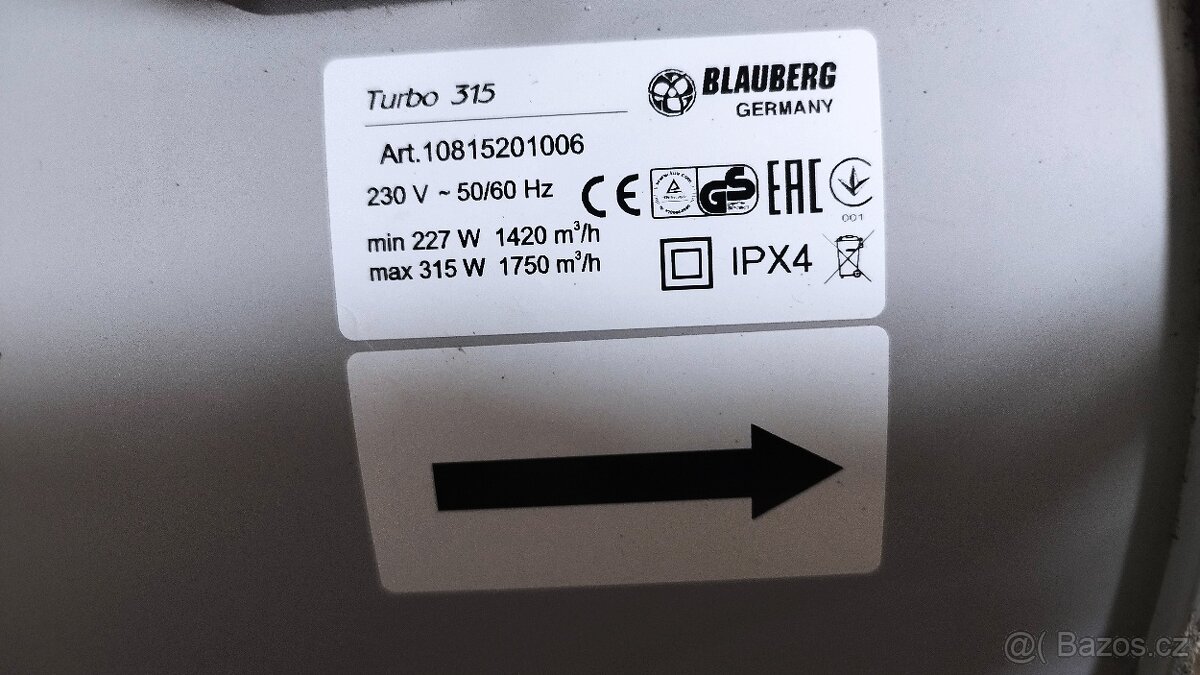 Turbo 315
BLAUBERG
GERMANY
Art.10815201006
230 V ~ 50/60 Hz
CE
GS
EAC
001
min 227 W 1420 m³/h
max 315 W 1750 m³/h
IPX4
@( Bazos.cz